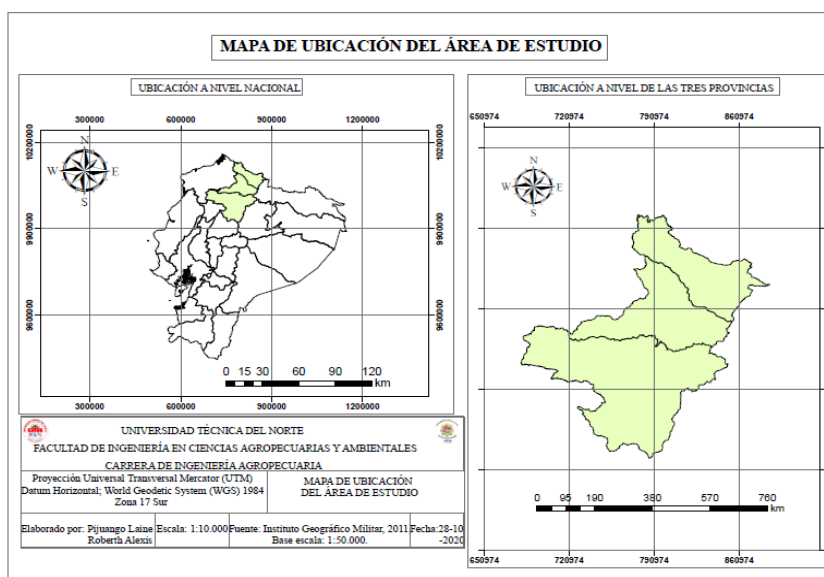 MAPA DE UBICACIÓN DEL ÁREA DE ESTUDIO
UBICACIÓN A NIVEL NACIONAL
300000 600000 900000 1200000
10200000 10200000
9900000 9900000
9600000 9600000
N
W E
S
0 15 30 60 90 120
km
300000 600000 900000 1200000
UBICACIÓN A NIVEL DE LAS TRES PROVINCIAS
650974 720974 790974 860974
N
W E
S
0 95 190 380 570 760
km
650974 720974 790974 860974
UNIVERSIDAD TÉCNICA DEL NORTE
FACULTAD DE INGENIERÍA EN CIENCIAS AGROPECUARIAS Y AMBIENTALES
CARRERA DE INGENIERÍA AGROPECUARIA
Proyección Universal Transversal Mercator (UTM)
Datum Horizontal; World Geodetic System (WGS) 1984
Zona 17 Sur
MAPA DE UBICACIÓN
DEL ÁREA DE ESTUDIO
Elaborado por: Pijuango Laine
Roberth Alexis
Escala: 1:10.000
Fuente: Instituto Geográfico Militar, 2011
Base escala: 1:50.000.
Fecha:28-10
-2020